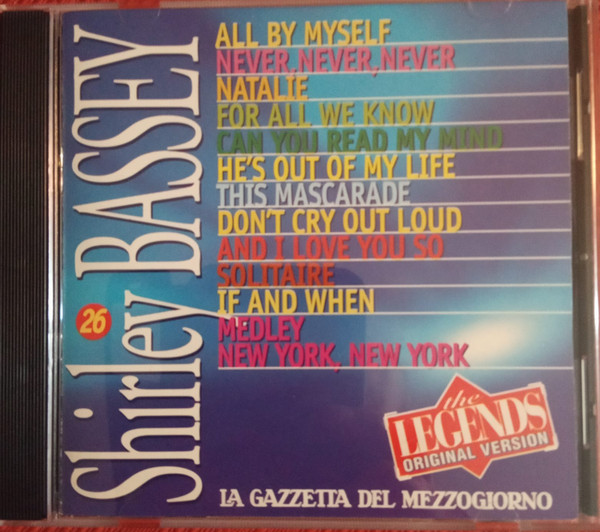 Shirley BASSEY
26
ALL BY MYSELF
NEVER, NEVER, NEVER
NATALIE
FOR ALL WE KNOW
CAN YOU READ MY MIND
HE'S OUT OF MY LIFE
THIS MASCARADE
DON'T CRY OUT LOUD
AND I LOVE YOU SO
SOLITAIRE
IF AND WHEN
MEDLEY
NEW YORK, NEW YORK
the
LEGENDS
ORIGINAL VERSION
LA GAZZETTA DEL MEZZOGIORNO